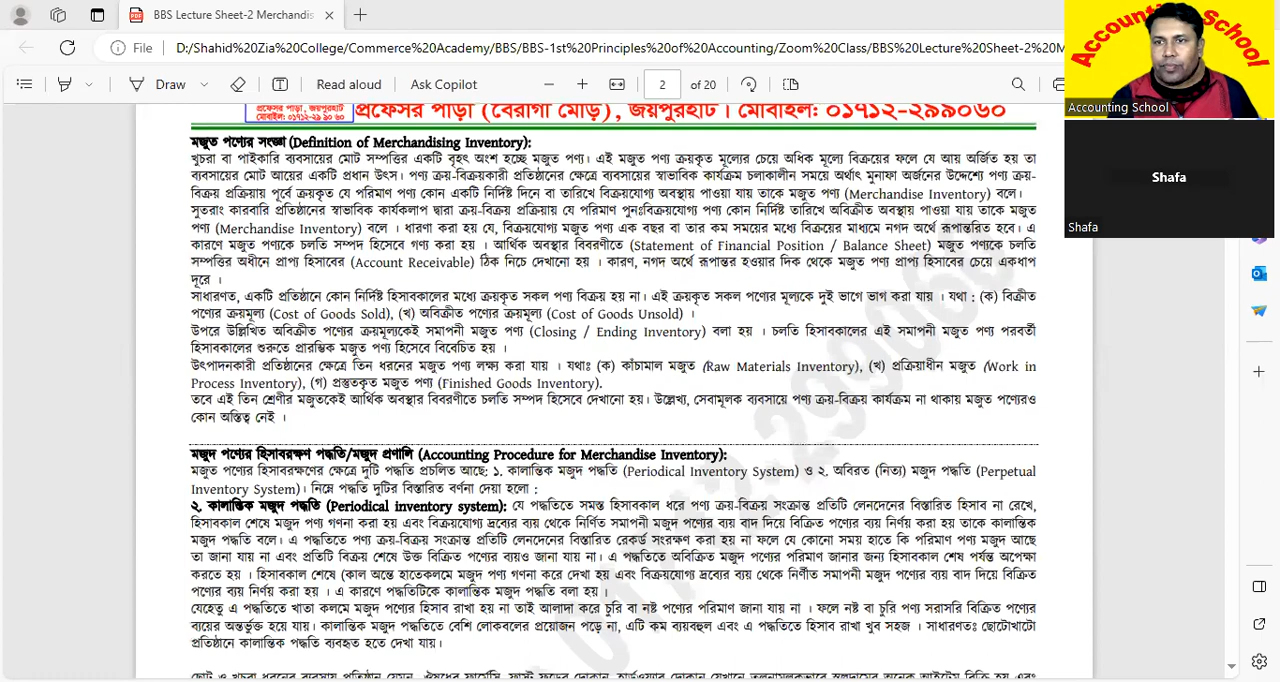 BBS Lecture Sheet-2 Merchandis
File
D:/Shahid%20Zia%20College/Commerce%20Academy/BBS/BBS-1st%20Principles%20of%20Accounting/Zoom%20Class/BBS%20Lecture%20Sheet-2%20M
Draw
Read aloud
Ask Copilot
2 of 20
Accounting School
Accounting School
Shafa
Shafa
প্রফেসর পাড়া, জয়পুরহাট
মোবাইল: ০১৭১২-২৯ ৯০ ৬০
প্রফেসর পাড়া (বৈরাগী মোড়), জয়পুরহাট। মোবাইল: ০১৭১২-২৯৯০৬০
মজুত পণ্যের সংজ্ঞা (Definition of Merchandising Inventory):
খুচরা বা পাইকারি ব্যবসায়ের মোট সম্পত্তির একটি বৃহৎ অংশ হচ্ছে মজুত পণ্য। এই মজুত পণ্য ক্রয়কৃত মূল্যের চেয়ে অধিক মূল্যে বিক্রয়ের ফলে যে আয় অর্জিত হয় তা
ব্যবসায়ের মোট আয়ের একটি প্রধান উৎস। পণ্য ক্রয়-বিক্রয়কারী প্রতিষ্ঠানের ক্ষেত্রে ব্যবসায়ের স্বাভাবিক কার্যক্রম চলাকালীন সময়ে অর্থাৎ মুনাফা অর্জনের উদ্দেশ্যে পণ্য ক্রয়-
বিক্রয় প্রক্রিয়ায় পূর্বে ক্রয়কৃত যে পরিমাণ পণ্য কোন একটি নির্দিষ্ট দিনে বা তারিখে বিক্রয়যোগ্য অবস্থায় পাওয়া যায় তাকে মজুত পণ্য (Merchandise Inventory) বলে।
সুতরাং কারবারি প্রতিষ্ঠানের স্বাভাবিক কার্যকলাপ দ্বারা ক্রয়-বিক্রয় প্রক্রিয়ায় যে পরিমাণ পুনঃবিক্রয়যোগ্য পণ্য কোন নির্দিষ্ট তারিখে অবিক্রীত অবস্থায় পাওয়া যায় তাকে মজুত
পণ্য (Merchandise Inventory) বলে । ধারণা করা হয় যে, বিক্রয়যোগ্য মজুত পণ্য এক বছর বা তার কম সময়ের মধ্যে বিক্রয়ের মাধ্যমে নগদ অর্থে রূপান্তরিত হবে। এ
কারণে মজুত পণ্যকে চলতি সম্পদ হিসেবে গণ্য করা হয় । আর্থিক অবস্থার বিবরণীতে (Statement of Financial Position / Balance Sheet) মজুত পণ্যকে চলতি
সম্পত্তির অধীনে প্রাপ্য হিসাবের (Account Receivable) ঠিক নিচে দেখানো হয় । কারণ, নগদ অর্থে রূপান্তর হওয়ার দিক থেকে মজুত পণ্য প্রাপ্য হিসাবের চেয়ে একধাপ
দূরে ।
সাধারণত, একটি প্রতিষ্ঠানে কোন নির্দিষ্ট হিসাবকালের মধ্যে ক্রয়কৃত সকল পণ্য বিক্রয় হয় না। এই ক্রয়কৃত সকল পণ্যের মূল্যকে দুই ভাগে ভাগ করা যায় । যথা : (ক) বিক্রীত
পণ্যের ক্রয়মূল্য (Cost of Goods Sold), (খ) অবিক্রীত পণ্যের ক্রয়মূল্য (Cost of Goods Unsold) ।
উপরে উল্লিখিত অবিক্রীত পণ্যের ক্রয়মূল্যকেই সমাপনী মজুত পণ্য (Closing / Ending Inventory) বলা হয় । চলতি হিসাবকালের এই সমাপনী মজুত পণ্য পরবর্তী
হিসাবকালের শুরুতে প্রারম্ভিক মজুত পণ্য হিসেবে বিবেচিত হয় ।
উৎপাদনকারী প্রতিষ্ঠানের ক্ষেত্রে তিন ধরনের মজুত পণ্য লক্ষ্য করা যায় । যথাঃ (ক) কাঁচামাল মজুত (Raw Materials Inventory), (খ) প্রক্রিয়াধীন মজুত (Work in
Process Inventory), (গ) প্রস্তুতকৃত মজুত পণ্য (Finished Goods Inventory).
তবে এই তিন শ্রেণীর মজুতকেই আর্থিক অবস্থার বিবরণীতে চলতি সম্পদ হিসেবে দেখানো হয়। উল্লেখ্য, সেবামূলক ব্যবসায়ে পণ্য ক্রয়-বিক্রয় কার্যক্রম না থাকায় মজুত পণ্যেরও
কোন অস্তিত্ব নেই ।
মজুদ পণ্যের হিসাবরক্ষণ পদ্ধতি/মজুদ প্রণালি (Accounting Procedure for Merchandise Inventory):
মজুত পণ্যের হিসাবরক্ষণের ক্ষেত্রে দুটি পদ্ধতি প্রচলিত আছে: ১. কালান্তিক মজুদ পদ্ধতি (Periodical Inventory System) ও ২. অবিরত (নিত্য) মজুদ পদ্ধতি (Perpetual
Inventory System)। নিম্নে পদ্ধতি দুটির বিস্তারিত বর্ণনা দেয়া হলো :
২. কালান্তিক মজুদ পদ্ধতি (Periodical inventory system): যে পদ্ধতিতে সমস্ত হিসাবকাল ধরে পণ্য ক্রয়-বিক্রয় সংক্রান্ত প্রতিটি লেনদেনের বিস্তারিত হিসাব না রেখে,
হিসাবকাল শেষে মজুদ পণ্য গণনা করা হয় এবং বিক্রয়যোগ্য দ্রব্যের ব্যয় থেকে নির্ণিত সমাপনী মজুদ পণ্যের ব্যয় বাদ দিয়ে বিক্রিত পণ্যের ব্যয় নির্ণয় করা হয় তাকে কালান্তিক
মজুদ পদ্ধতি বলে। এ পদ্ধতিতে পণ্য ক্রয়-বিক্রয় সংক্রান্ত প্রতিটি লেনদেনের বিস্তারিত রেকর্ড সংরক্ষণ করা হয় না ফলে যে কোনো সময় হাতে কি পরিমাণ পণ্য মজুদ আছে
তা জানা যায় না এবং প্রতিটি বিক্রয় শেষে উক্ত বিক্রিত পণ্যের ব্যয়ও জানা যায় না। এ পদ্ধতিতে অবিক্রিত মজুদ পণ্যের পরিমাণ জানার জন্য হিসাবকাল শেষ পর্যন্ত অপেক্ষা
করতে হয় । হিসাবকাল শেষে (কাল অন্তে হাতেকলমে মজুদ পণ্য গণনা করে দেখা হয় এবং বিক্রয়যোগ্য দ্রব্যের ব্যয় থেকে নির্ণীত সমাপনী মজুদ পণ্যের ব্যয় বাদ দিয়ে বিক্রিত
পণ্যের ব্যয় নির্ণয় করা হয় । এ কারণে পদ্ধতিটিকে কালান্তিক মজুদ পদ্ধতি বলা হয় ।
যেহেতু এ পদ্ধতিতে খাতা কলমে মজুদ পণ্যের হিসাব রাখা হয় না তাই আলাদা করে চুরি বা নষ্ট পণ্যের পরিমাণ জানা যায় না । ফলে নষ্ট বা চুরি পণ্য সরাসরি বিক্রিত পণ্যের
ব্যয়ের অন্তর্ভুক্ত হয়ে যায়। কালান্তিক মজুদ পদ্ধতিতে বেশি লোকবলের প্রয়োজন পড়ে না, এটি কম ব্যয়বহুল এবং এ পদ্ধতিতে হিসাব রাখা খুব সহজ । সাধারণতঃ ছোটোখাটো
প্রতিষ্ঠানে কালান্তিক পদ্ধতি ব্যবহৃত হতে দেখা যায়।